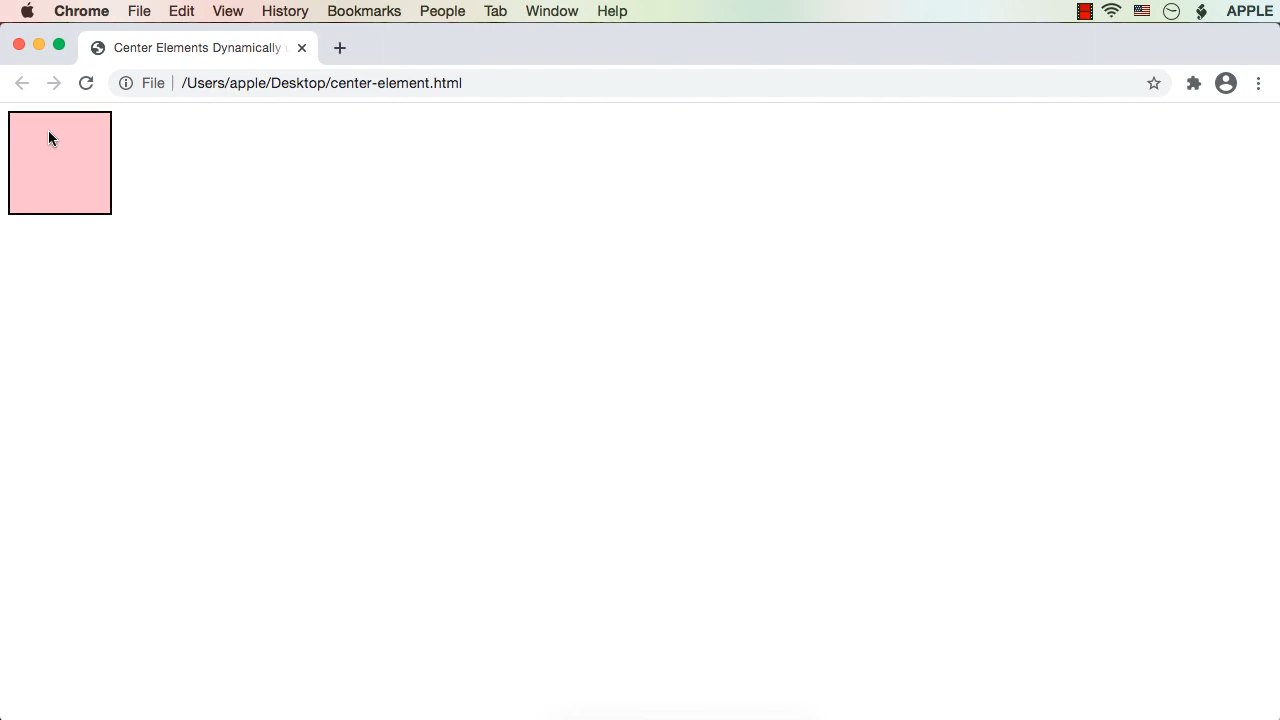 Chrome File Edit View History Bookmarks People Tab Window Help APPLE
Center Elements Dynamically
File /Users/apple/Desktop/center-element.html